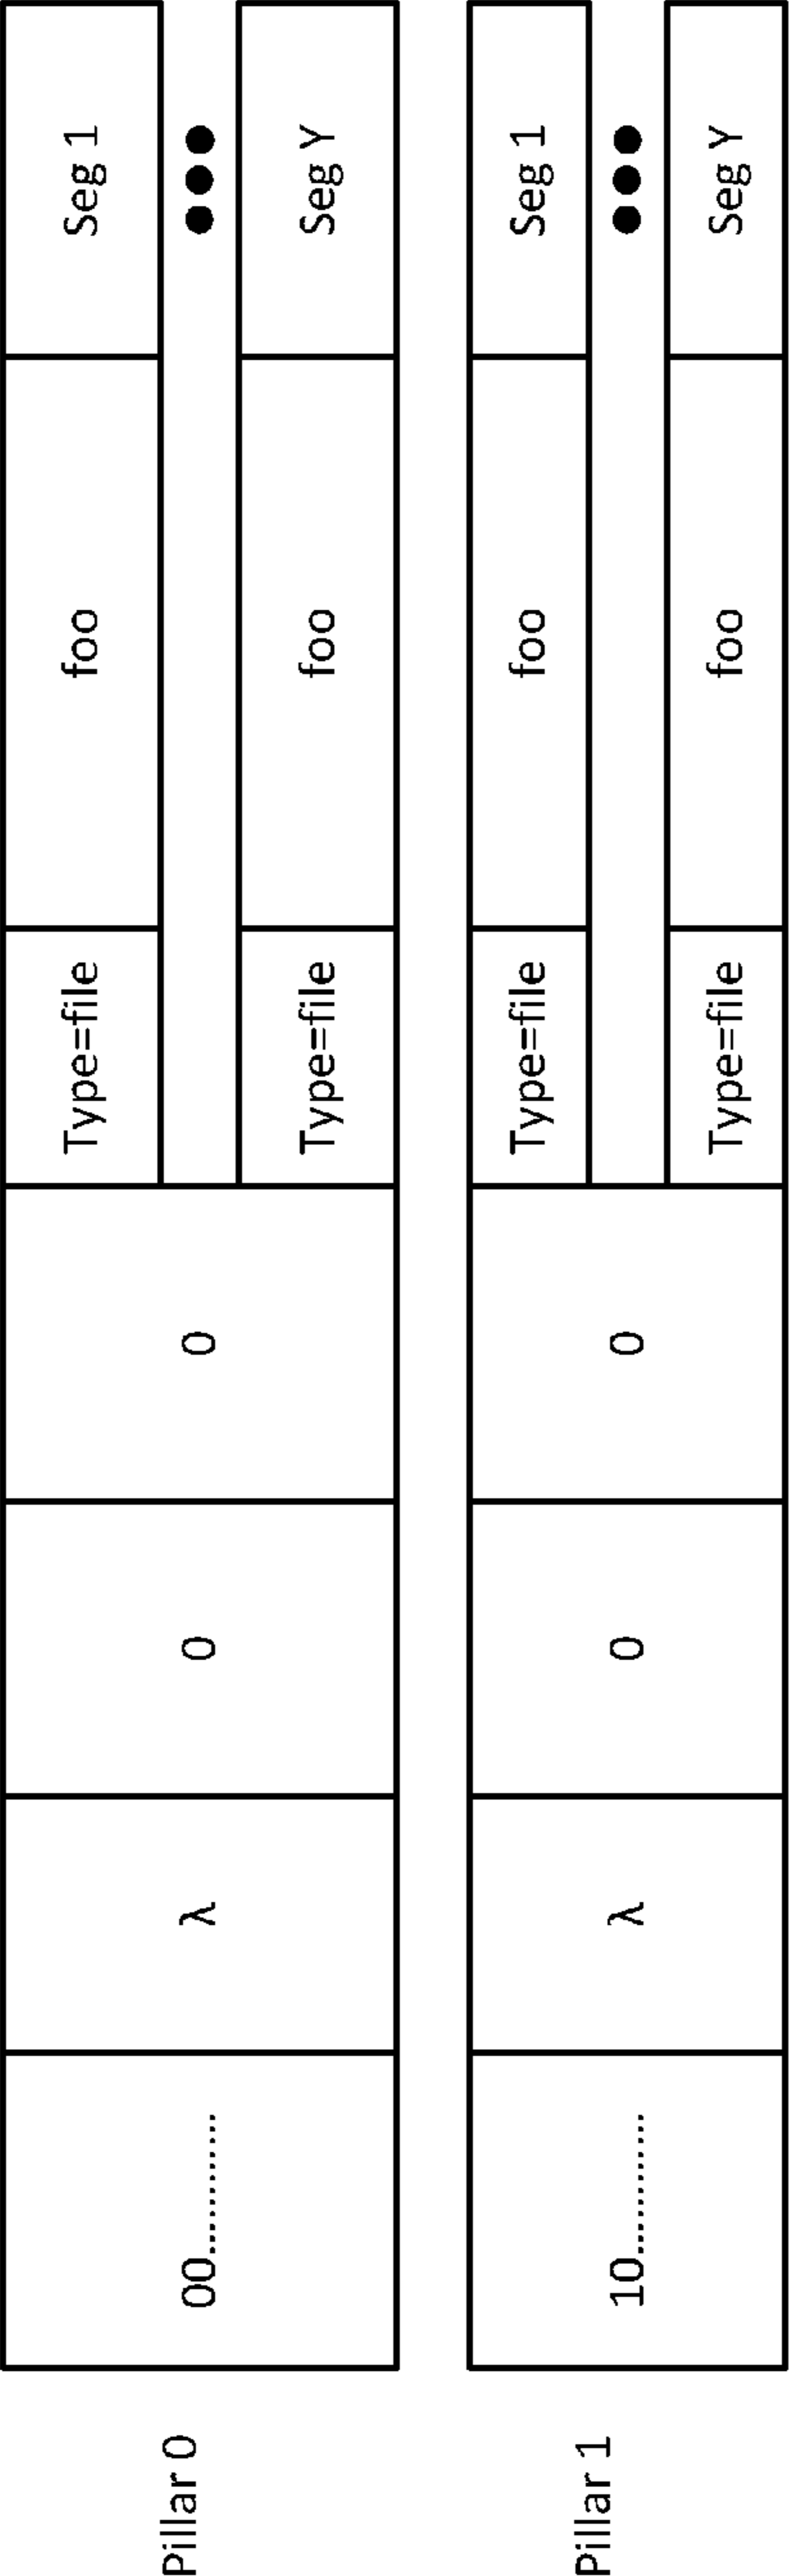 Pillar 0
00............
λ
0
0
Type=file
foo
Seg 1
Type=file
foo
Seg Y
Pillar 1
10............
λ
0
0
Type=file
foo
Seg 1
Type=file
foo
Seg Y